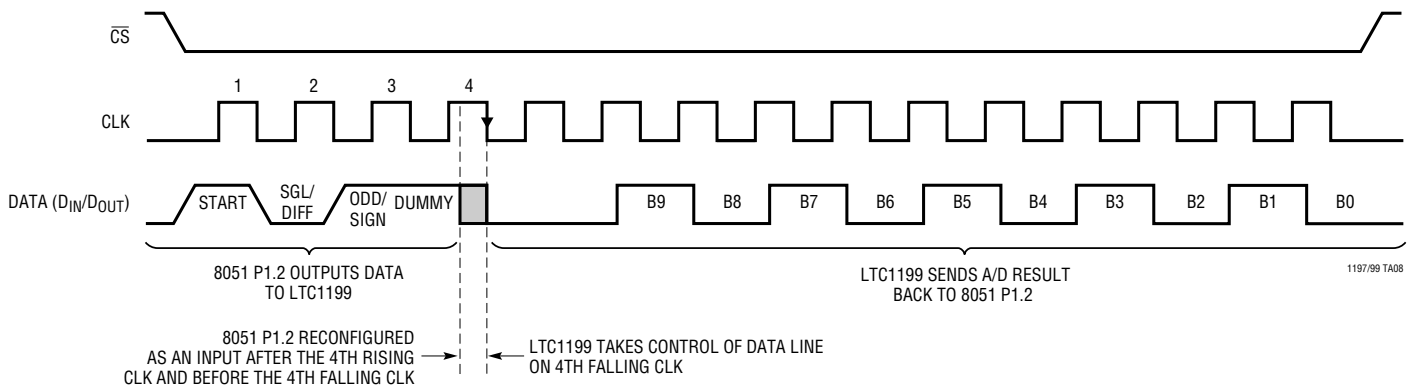 CS
1 2 3 4
CLK
DATA (DIN/DOUT)
START
SGL/
DIFF
ODD/
SIGN
DUMMY
B9 B8 B7 B6 B5 B4 B3 B2 B1 B0
8051 P1.2 OUTPUTS DATA
TO LTC1199
LTC1199 SENDS A/D RESULT
BACK TO 8051 P1.2
1197/99 TA08
8051 P1.2 RECONFIGURED
AS AN INPUT AFTER THE 4TH RISING
CLK AND BEFORE THE 4TH FALLING CLK
LTC1199 TAKES CONTROL OF DATA LINE
ON 4TH FALLING CLK